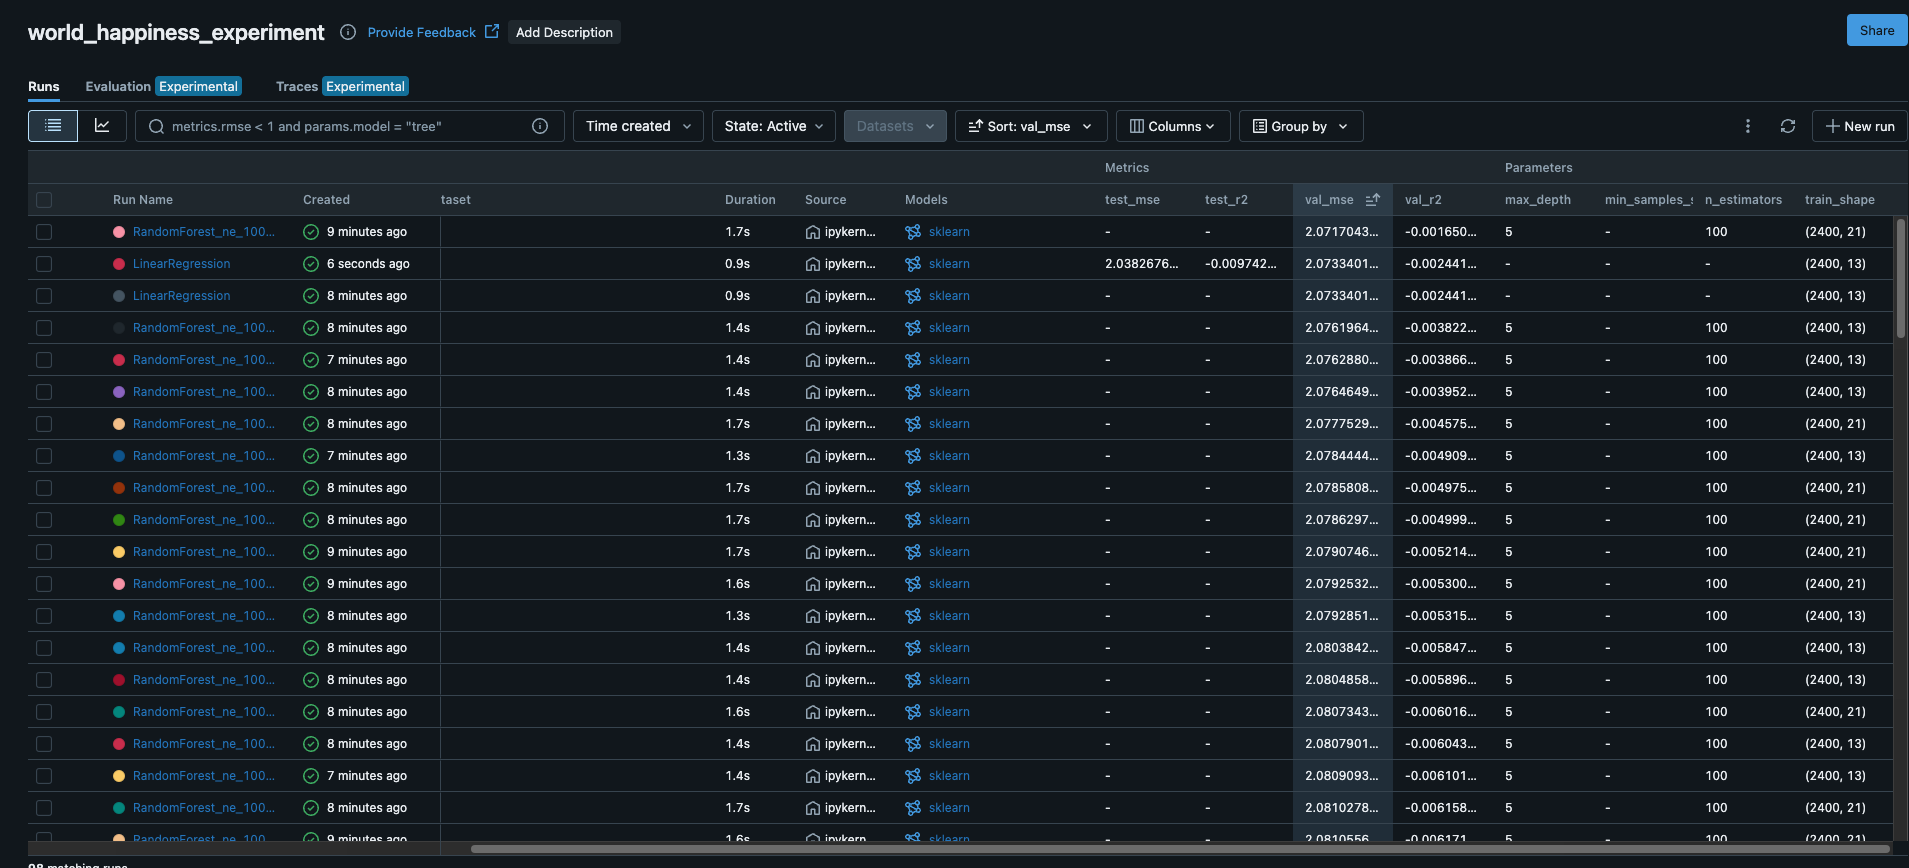 world_happiness_experiment Provide Feedback Add Description Share
Runs Evaluation Experimental Traces Experimental
metrics.rmse < 1 and params.model = "tree" Time created State: Active Datasets Sort: val_mse Columns Group by New run
Metrics Parameters
Run Name Created taset Duration Source Models test_mse test_r2 val_mse val_r2 max_depth min_samples_s n_estimators train_shape
RandomForest_ne_100... 9 minutes ago 1.7s ipykern... sklearn - - 2.0717043... -0.001650... 5 - 100 (2400, 21)
LinearRegression 6 seconds ago 0.9s ipykern... sklearn 2.0382676... -0.009742... 2.0733401... -0.002441... - - - (2400, 13)
LinearRegression 8 minutes ago 0.9s ipykern... sklearn - - 2.0733401... -0.002441... - - - (2400, 13)
RandomForest_ne_100... 8 minutes ago 1.4s ipykern... sklearn - - 2.0761964... -0.003822... 5 - 100 (2400, 13)
RandomForest_ne_100... 7 minutes ago 1.4s ipykern... sklearn - - 2.0762880... -0.003866... 5 - 100 (2400, 13)
RandomForest_ne_100... 8 minutes ago 1.4s ipykern... sklearn - - 2.0764649... -0.003952... 5 - 100 (2400, 13)
RandomForest_ne_100... 8 minutes ago 1.7s ipykern... sklearn - - 2.0777529... -0.004575... 5 - 100 (2400, 21)
RandomForest_ne_100... 7 minutes ago 1.3s ipykern... sklearn - - 2.0784444... -0.004909... 5 - 100 (2400, 13)
RandomForest_ne_100... 8 minutes ago 1.7s ipykern... sklearn - - 2.0785808... -0.004975... 5 - 100 (2400, 21)
RandomForest_ne_100... 8 minutes ago 1.7s ipykern... sklearn - - 2.0786297... -0.004999... 5 - 100 (2400, 21)
RandomForest_ne_100... 9 minutes ago 1.7s ipykern... sklearn - - 2.0790746... -0.005214... 5 - 100 (2400, 21)
RandomForest_ne_100... 9 minutes ago 1.6s ipykern... sklearn - - 2.0792532... -0.005300... 5 - 100 (2400, 21)
RandomForest_ne_100... 8 minutes ago 1.3s ipykern... sklearn - - 2.0792851... -0.005315... 5 - 100 (2400, 13)
RandomForest_ne_100... 8 minutes ago 1.4s ipykern... sklearn - - 2.0803842... -0.005847... 5 - 100 (2400, 13)
RandomForest_ne_100... 8 minutes ago 1.4s ipykern... sklearn - - 2.0804858... -0.005896... 5 - 100 (2400, 13)
RandomForest_ne_100... 8 minutes ago 1.6s ipykern... sklearn - - 2.0807343... -0.006016... 5 - 100 (2400, 21)
RandomForest_ne_100... 8 minutes ago 1.4s ipykern... sklearn - - 2.0807901... -0.006043... 5 - 100 (2400, 13)
RandomForest_ne_100... 7 minutes ago 1.4s ipykern... sklearn - - 2.0809093... -0.006101... 5 - 100 (2400, 13)
RandomForest_ne_100... 8 minutes ago 1.7s ipykern... sklearn - - 2.0810278... -0.006158... 5 - 100 (2400, 21)
RandomForest_ne_100... 9 minutes ago 1.6s ipykern... sklearn - - 2.0810556... -0.006171... 5 - 100 (2400, 21)
98 matching runs